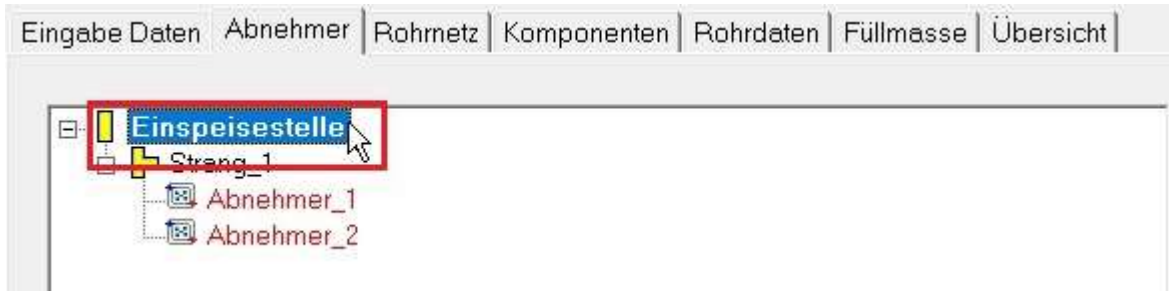 Eingabe Daten Abnehmer Rohrnetz Komponenten Rohrdaten Füllmasse Übersicht
Einspeisestelle
Strang_1
Abnehmer_1
Abnehmer_2